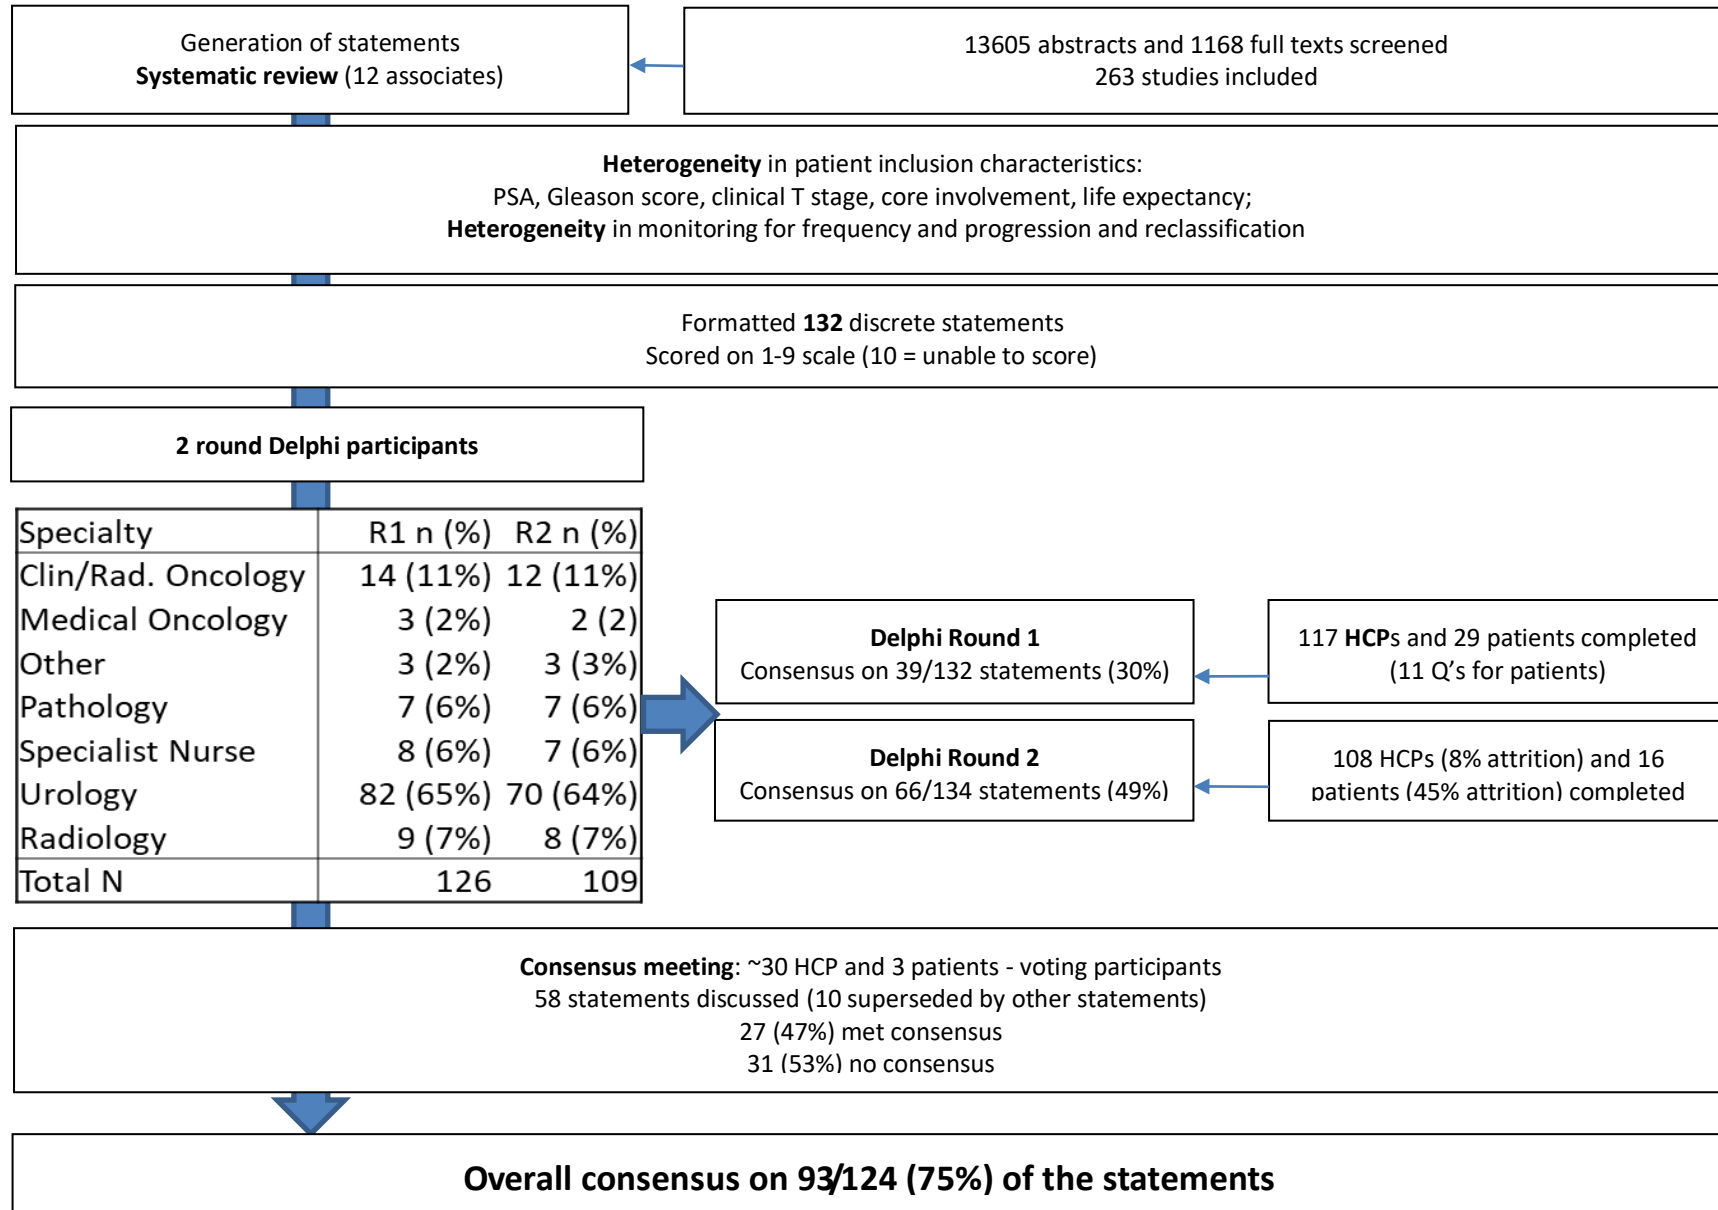 Generation of statements
Systematic review (12 associates)
13605 abstracts and 1168 full texts screened
263 studies included
Heterogeneity in patient inclusion characteristics:
PSA, Gleason score, clinical T stage, core involvement, life expectancy;
Heterogeneity in monitoring for frequency and progression and reclassification
Formatted 132 discrete statements
Scored on 1-9 scale (10 = unable to score)
2 round Delphi participants
Specialty R1 n (%) R2 n (%)
Clin/Rad. Oncology 14 (11%) 12 (11%)
Medical Oncology 3 (2%) 2 (2)
Other 3 (2%) 3 (3%)
Pathology 7 (6%) 7 (6%)
Specialist Nurse 8 (6%) 7 (6%)
Urology 82 (65%) 70 (64%)
Radiology 9 (7%) 8 (7%)
Total N 126 109
Delphi Round 1
Consensus on 39/132 statements (30%)
117 HCPs and 29 patients completed
(11 Q’s for patients)
Delphi Round 2
Consensus on 66/134 statements (49%)
108 HCPs (8% attrition) and 16
patients (45% attrition) completed
Consensus meeting: ~30 HCP and 3 patients - voting participants
58 statements discussed (10 superseded by other statements)
27 (47%) met consensus
31 (53%) no consensus
Overall consensus on 93/124 (75%) of the statements